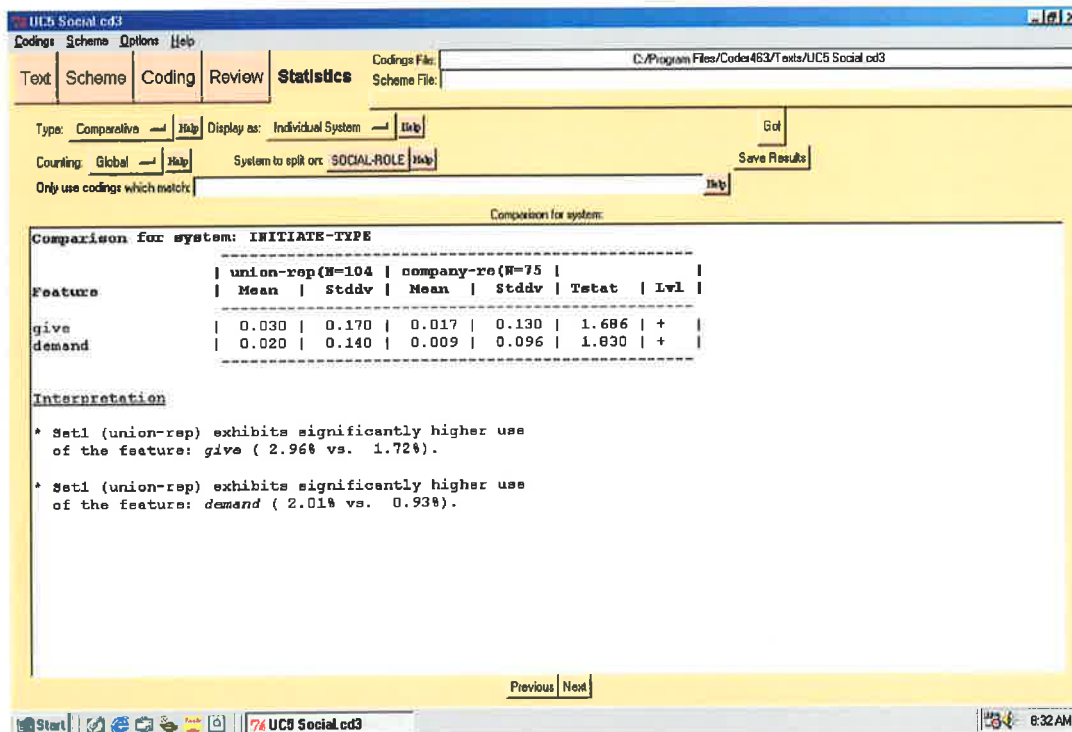 UC5 Social.cd3
Codings Scheme Options Help
Text Scheme Coding Review Statistics
Codings File: C:/Program Files/Coder463/Texts/UC5 Social cd3
Scheme File:
Type: Comparative Help Display as: Individual System Help
Go!
Counting: Global Help System to split on: SOCIAL-ROLE Help
Save Results
Only use codings which match: Help
Comparison for system:
Comparison for system: INITIATE-TYPE
| union-rep(N=104 | company-re(N=75 | |
Feature | Mean | Stddv | Mean | Stddv | Tstat | Lvl |
give | 0.030 | 0.170 | 0.017 | 0.130 | 1.686 | + |
demand | 0.020 | 0.140 | 0.009 | 0.096 | 1.830 | + |
Interpretation
* Set1 (union-rep) exhibits significantly higher use
of the feature: give ( 2.96% vs. 1.72%).
* Set1 (union-rep) exhibits significantly higher use
of the feature: demand ( 2.01% vs. 0.93%).
Previous Next
Start UC5 Social.cd3 8:32 AM